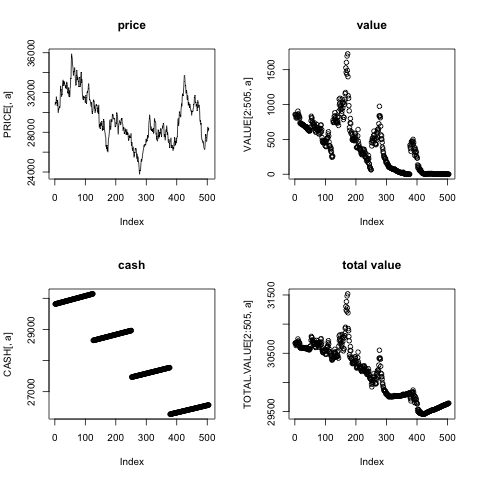 price
PRICE[, a]
24000 28000 32000 36000
0 100 200 300 400 500
Index
value
VALUE[2:505, a]
0 500 1000 1500
0 100 200 300 400 500
Index
cash
CASH[, a]
27000 29000
0 100 200 300 400 500
Index
total value
TOTAL.VALUE[2:505, a]
29500 30500 31500
0 100 200 300 400 500
Index